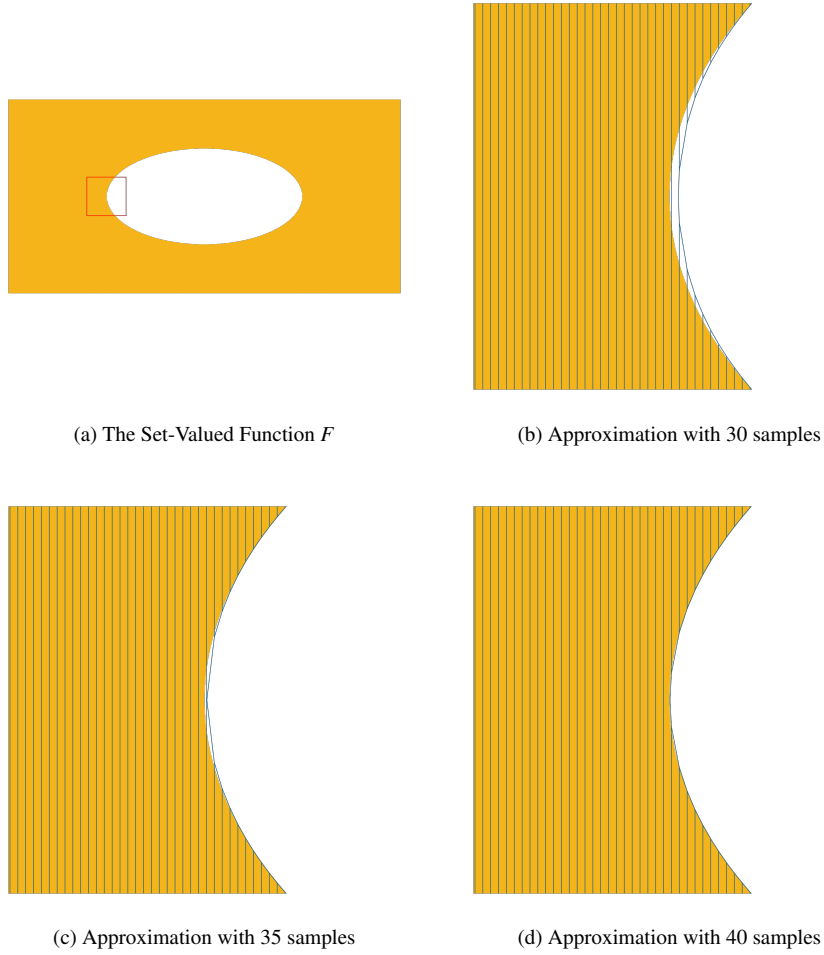 (a) The Set-Valued Function F
(b) Approximation with 30 samples
(c) Approximation with 35 samples
(d) Approximation with 40 samples